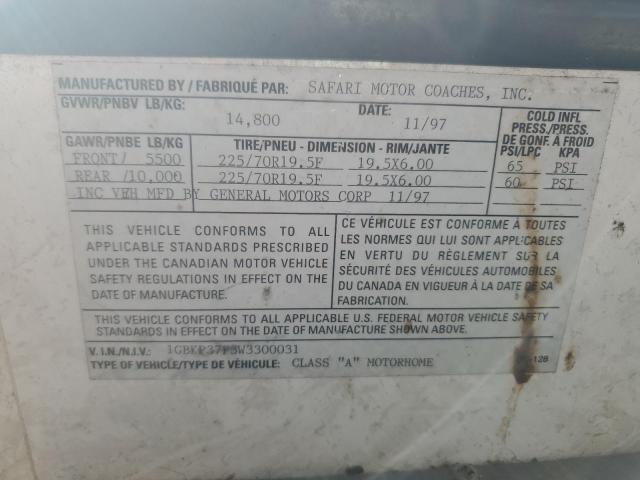 MANUFACTURED BY / FABRIQUÉ PAR: SAFARI MOTOR COACHES, INC.
GVWR/PNBV LB/KG: 14,800 DATE: 11/97
COLD INFL
PRESS./PRESS.
DE GONF. À FROID
GAWR/PNBE LB/KG TIRE/PNEU - DIMENSION - RIM/JANTE PSI/LPC KPA
FRONT/ 5500 225/70R19.5F 19.5X6.00 65 PSI
REAR /10,000 225/70R19.5F 19.5X6.00 60 PSI
INC VEH MFD BY GENERAL MOTORS CORP 11/97
THIS VEHICLE CONFORMS TO ALL
APPLICABLE STANDARDS PRESCRIBED
UNDER THE CANADIAN MOTOR VEHICLE
SAFETY REGULATIONS IN EFFECT ON THE
DATE OF MANUFACTURE.
CE VÉHICULE EST CONFORME À TOUTES
LES NORMES QUI LUI SONT APPLICABLES
EN VERTU DU RÉGLEMENT SUR LA
SÉCURITÉ DES VÉHICULES AUTOMOBILES
DU CANADA EN VIGUEUR À LA DATE DE SA
FABRICATION.
THIS VEHICLE CONFORMS TO ALL APPLICABLE U.S. FEDERAL MOTOR VEHICLE SAFETY
STANDARDS IN EFFECT ON THE DATE OF MANUFACTURE SHOWN ABOVE.
V.I.N./N.I.V.
TYPE OF VEHICLE/TYPE DE VÉHICULE: CLASS "A" MOTORHOME